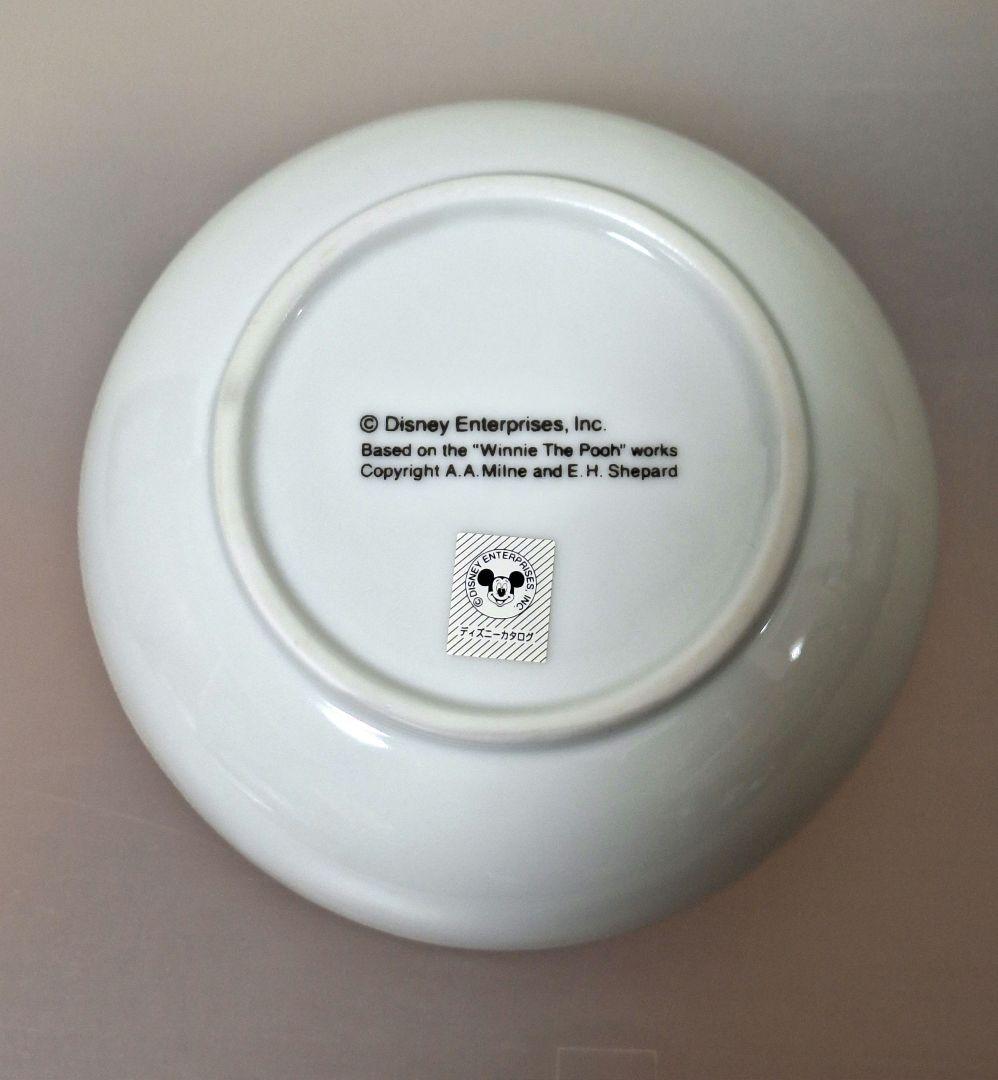 © Disney Enterprises, Inc.
Based on the "Winnie The Pooh" works
Copyright A.A.Milne and E.H. Shepard
© DISNEY ENTERPRISES, INC.
ディズニーカタログ